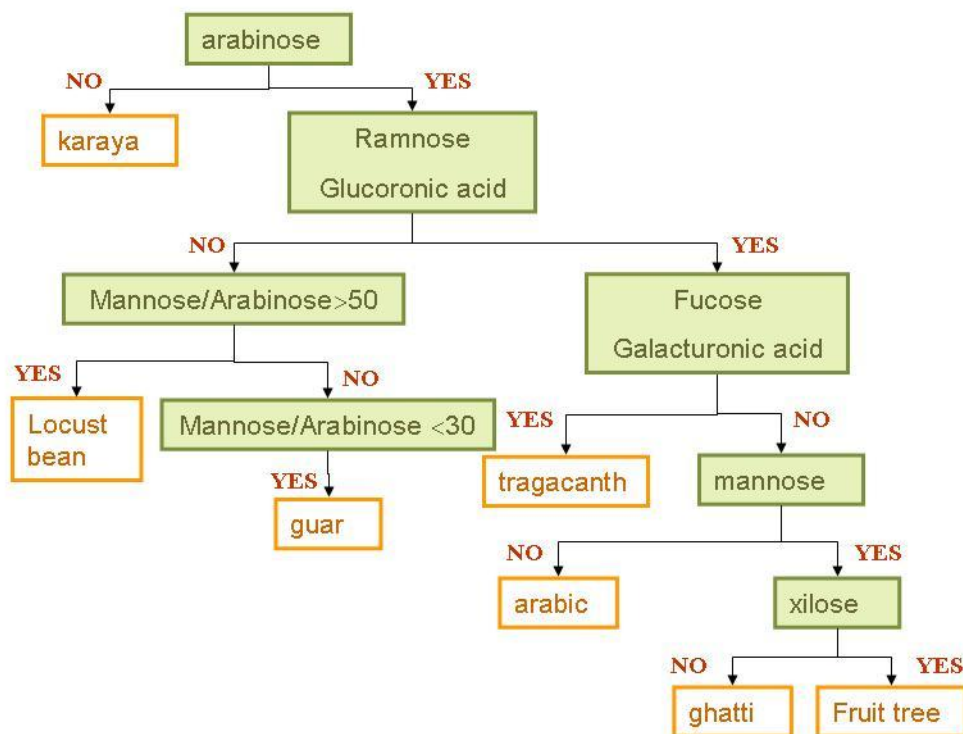 arabinose
NO
YES
karaya
Ramnose
Glucoronic acid
NO
YES
Mannose/Arabinose>50
Fucose
Galacturonic acid
YES
NO
Locust
bean
Mannose/Arabinose <30
YES
NO
tragacanth
mannose
YES
guar
NO
YES
arabic
xilose
NO
YES
ghatti
Fruit tree